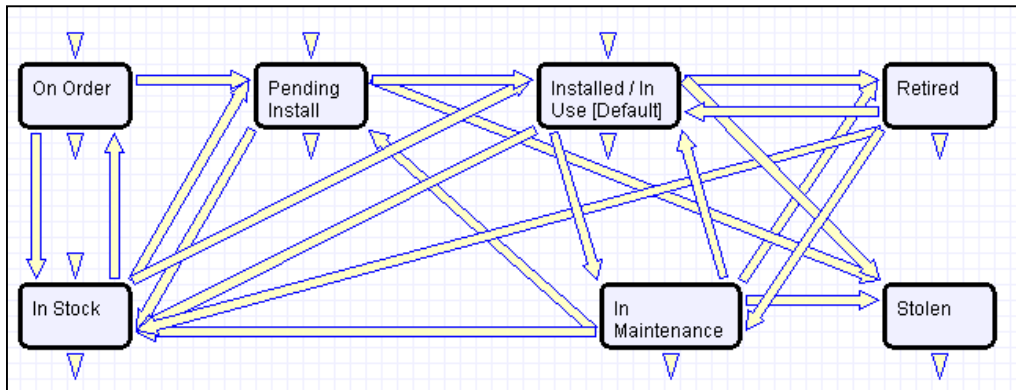 On Order
Pending
Install
Installed / In
Use [Default]
Retired
In Stock
In
Maintenance
Stolen